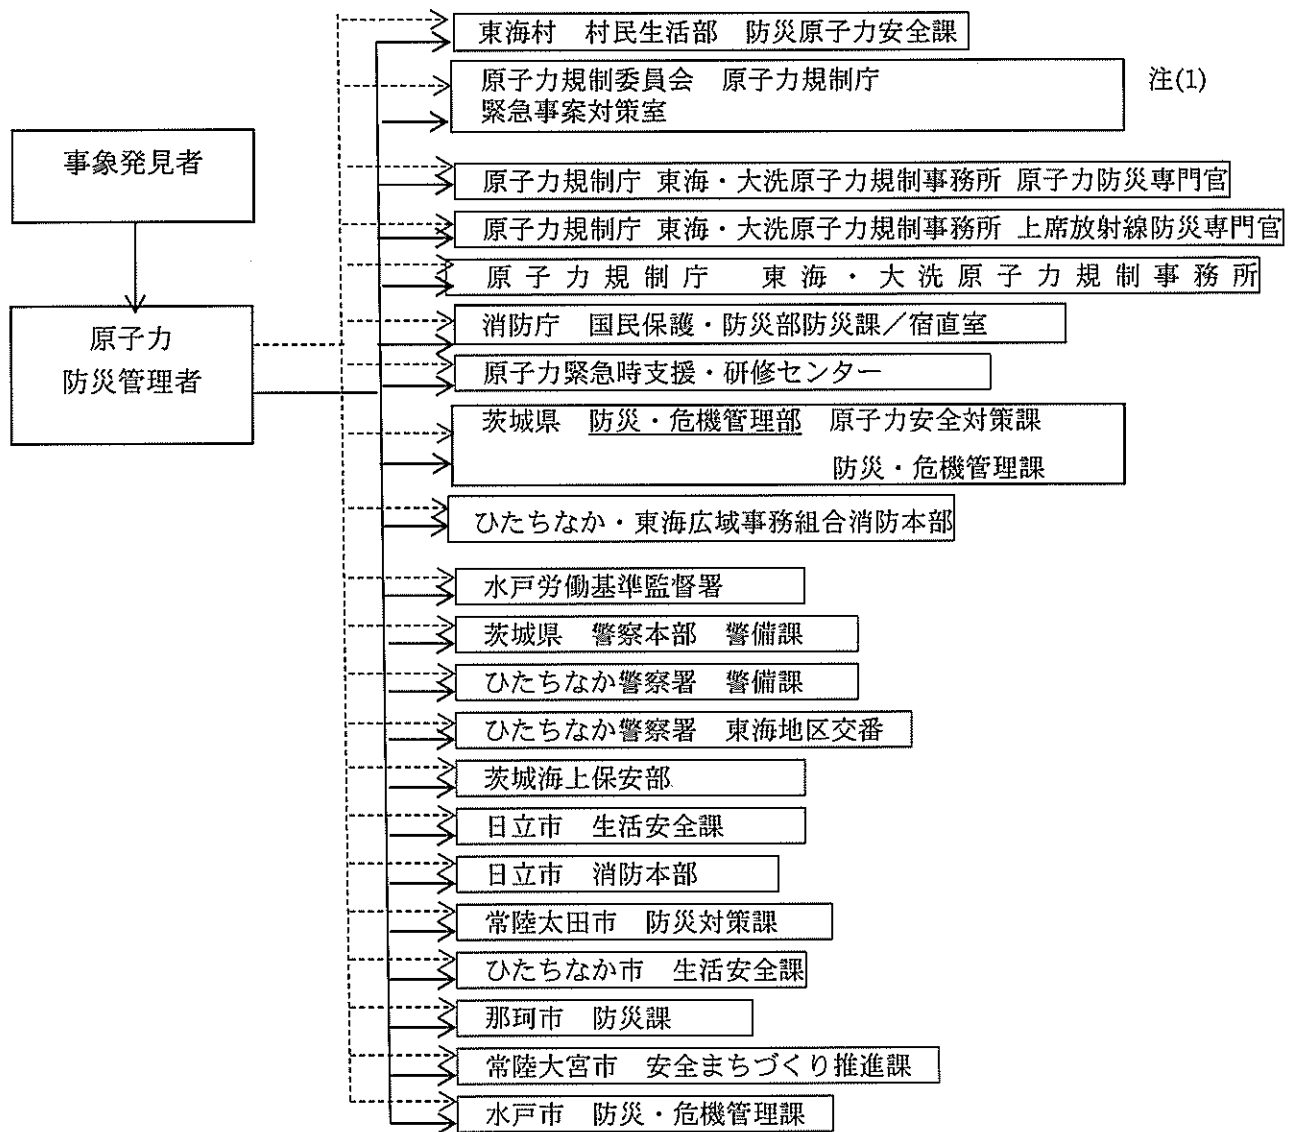 東海村 村民生活部 防災原子力安全課
原子力規制委員会 原子力規制庁
緊急事案対策室
注(1)
事象発見者
原子力規制庁 東海・大洗原子力規制事務所 原子力防災専門官
原子力規制庁 東海・大洗原子力規制事務所 上席放射線防災専門官
原子力規制庁 東海・大洗原子力規制事務所
原子力
防災管理者
消防庁 国民保護・防災部防災課/宿直室
原子力緊急時支援・研修センター
茨城県 防災・危機管理部 原子力安全対策課
防災・危機管理課
ひたちなか・東海広域事務組合消防本部
水戸労働基準監督署
茨城県 警察本部 警備課
ひたちなか警察署 警備課
ひたちなか警察署 東海地区交番
茨城海上保安部
日立市 生活安全課
日立市 消防本部
常陸太田市 防災対策課
ひたちなか市 生活安全課
那珂市 防災課
常陸大宮市 安全まちづくり推進課
水戸市 防災・危機管理課